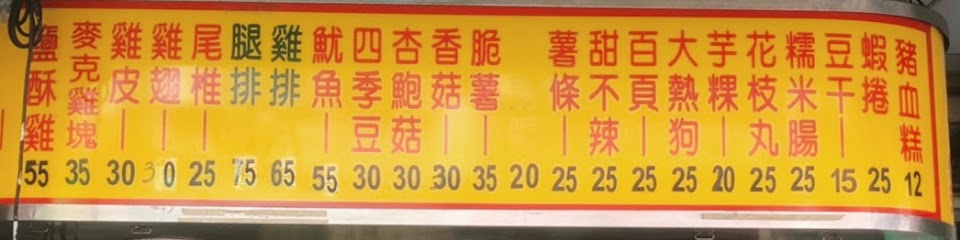 鹽酥雞 55
麥克雞塊 35
雞皮 | 30
雞翅 | 30
尾椎 | 25
腿排 75
雞排 65
魷魚 | 55
四季豆 30
杏鮑菇 30
香菇 | 30
脆薯 | 35
20
薯條 | 25
甜不辣 25
百頁 | 25
大熱狗 25
芋粿 | 20
花枝丸 25
糯米腸 25
豆干 | 15
蝦捲 25
豬血糕 12